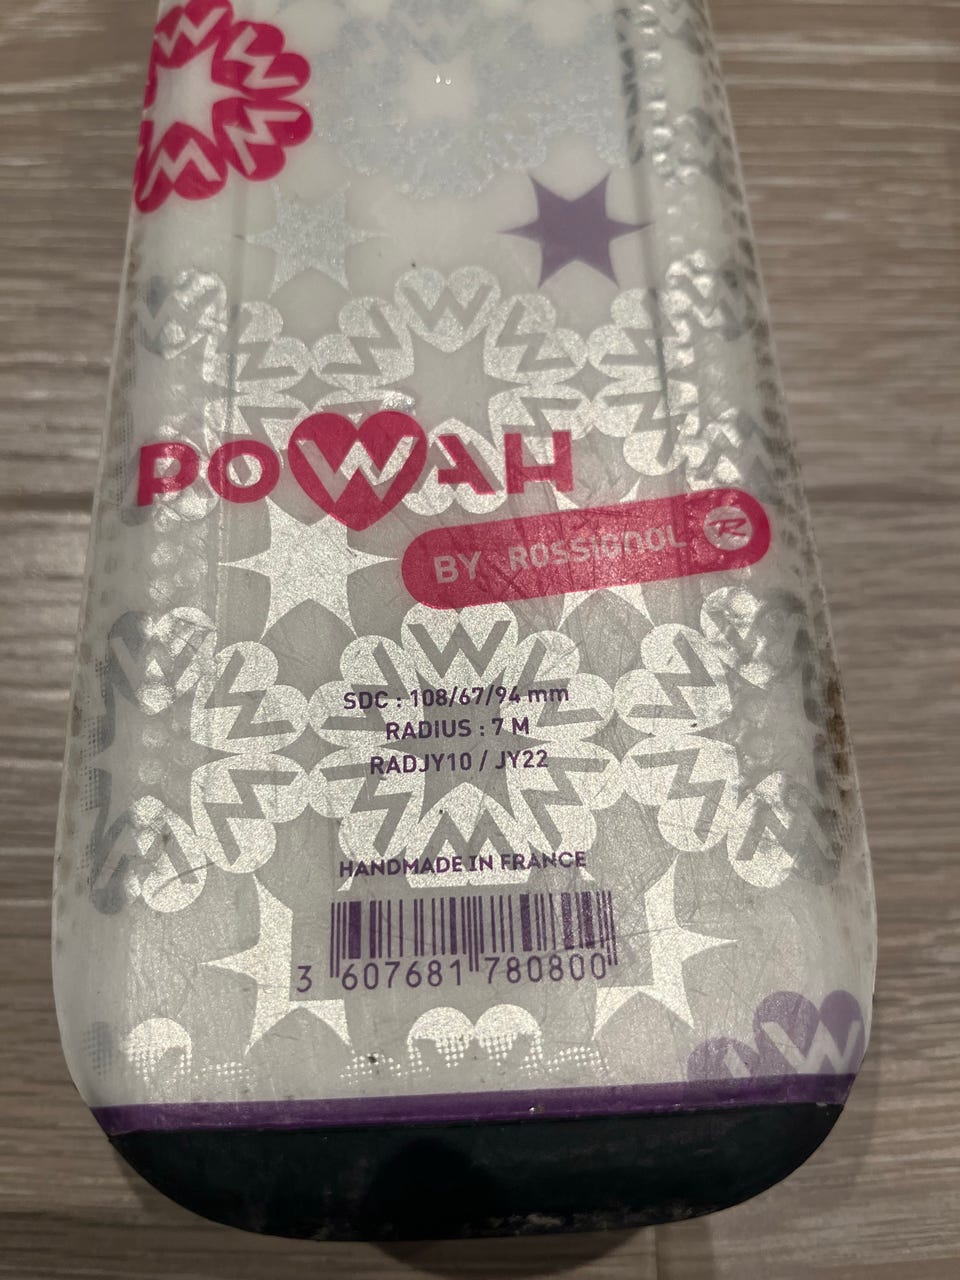 POWAH
BY ROSSIGNOL R
SDC : 108/67/94 mm
RADIUS : 7 M
RADJY10 / JY22
HANDMADE IN FRANCE
3 607681 780800